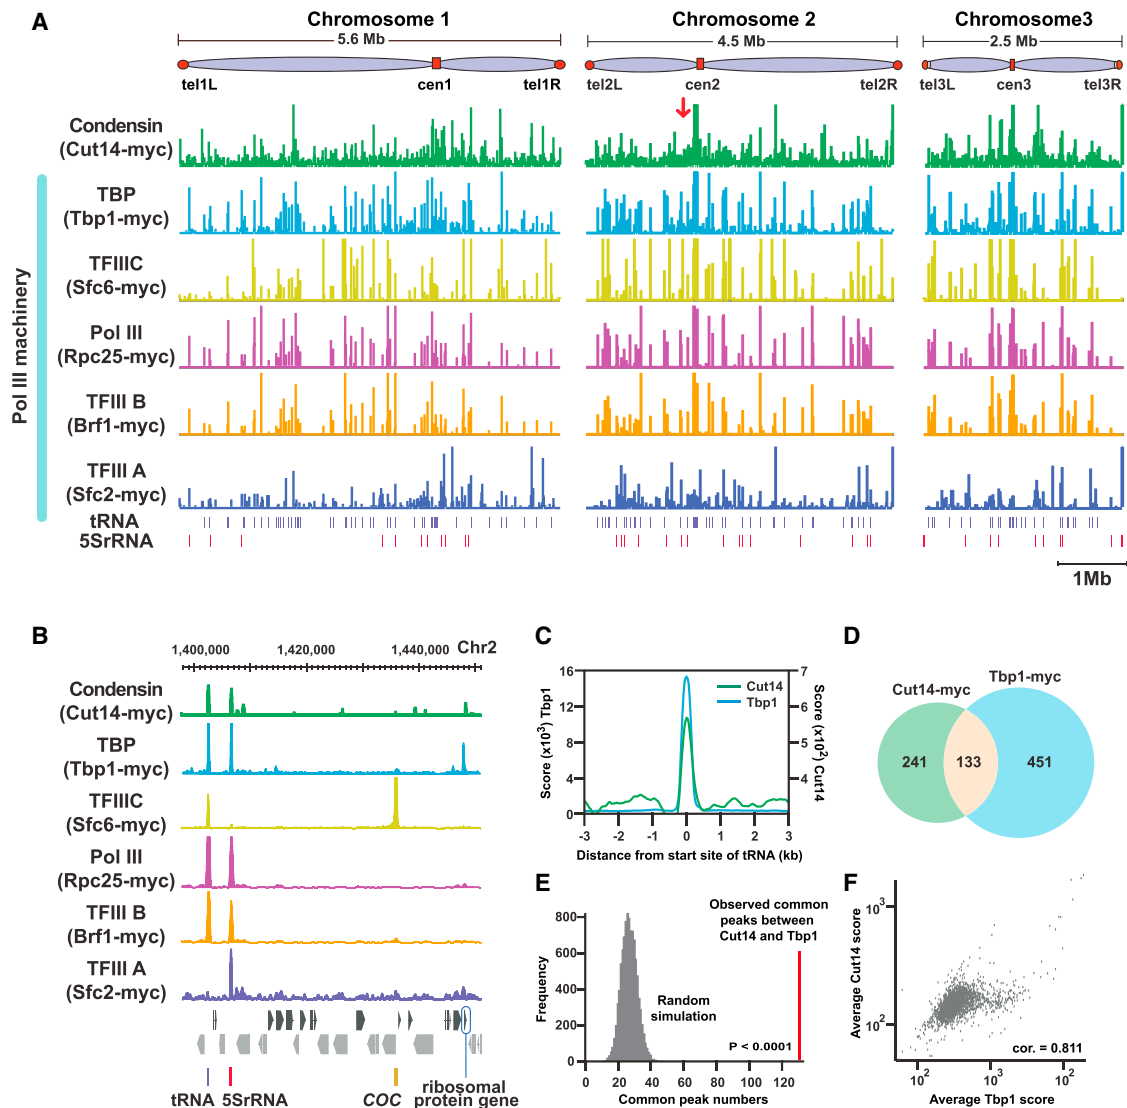 A
Chromosome 1
Chromosome 2
Chromosome3
5.6 Mb
4.5 Mb
2.5 Mb
tel1L
cen1
tel1R
tel2L
cen2
tel2R
tel3L
cen3
tel3R
Condensin
(Cut14-myc)
TBP
(Tbp1-myc)
TFIIIC
(Sfc6-myc)
Pol III
(Rpc25-myc)
TFIII B
(Brf1-myc)
TFIII A
(Sfc2-myc)
Pol III machinery
tRNA
5SrRNA
1Mb
B
1,400,000
1,420,000
1,440,000
Chr2
Condensin
(Cut14-myc)
TBP
(Tbp1-myc)
TFIIIC
(Sfc6-myc)
Pol III
(Rpc25-myc)
TFIII B
(Brf1-myc)
TFIII A
(Sfc2-myc)
tRNA
5SrRNA
COC
ribosomal
protein gene
C
Score (x10³) Tbp1
16
12
8
4
0
Cut14
Tbp1
7
6
5
4
3
Score (x10²) Cut14
-3 -2 -1 0 1 2 3
Distance from start site of tRNA (kb)
D
Cut14-myc
Tbp1-myc
241
133
451
E
Frequency
800
600
400
200
0
Observed common
peaks between
Cut14 and Tbp1
Random
simulation
P < 0.0001
0 20 40 60 80 100 120
Common peak numbers
F
Average Cut14 score
10³
10²
cor. = 0.811
10² 10³ 10²
Average Tbp1 score